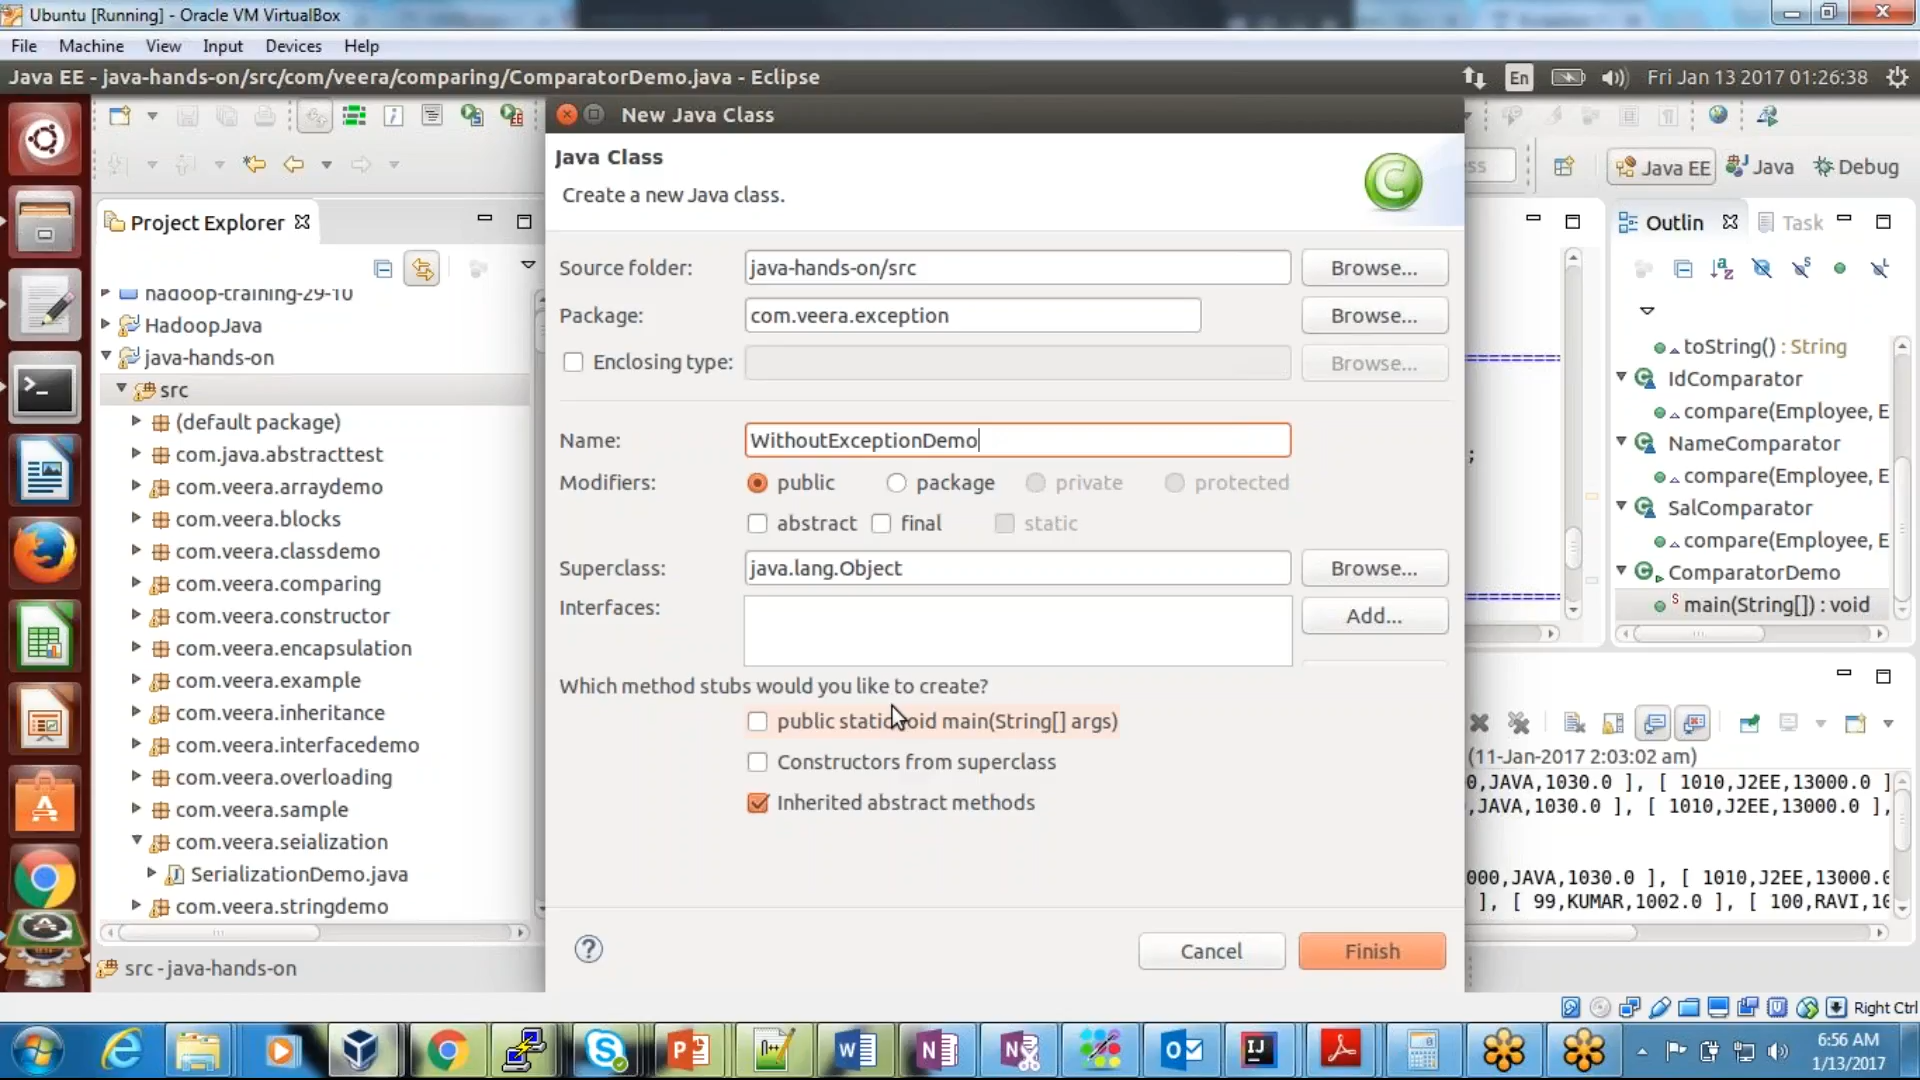 Ubuntu [Running] - Oracle VM VirtualBox
File Machine View Input Devices Help
Java EE - java-hands-on/src/com/veera/comparing/ComparatorDemo.java - Eclipse
En
Fri Jan 13 2017 01:26:38
New Java Class
Java Class
Create a new Java class.
Java EE Java Debug
Project Explorer
hadoop-training-29-10
HadoopJava
java-hands-on
src
(default package)
com.java.abstracttest
com.veera.arraydemo
com.veera.blocks
com.veera.classdemo
com.veera.comparing
com.veera.constructor
com.veera.encapsulation
com.veera.example
com.veera.inheritance
com.veera.interfacedemo
com.veera.overloading
com.veera.sample
com.veera.seialization
SerializationDemo.java
com.veera.stringdemo
src - java-hands-on
Source folder: java-hands-on/src Browse...
Package: com.veera.exception Browse...
Enclosing type: Browse...
Name: WithoutExceptionDemo
Modifiers: public package private protected
abstract final static
Superclass: java.lang.Object Browse...
Interfaces: Add...
Which method stubs would you like to create?
public static void main(String[] args)
Constructors from superclass
Inherited abstract methods
Cancel Finish
Outlin Task
toString() : String
IdComparator
compare(Employee, E
NameComparator
compare(Employee, E
SalComparator
compare(Employee, E
ComparatorDemo
main(String[]) : void
(11-Jan-2017 2:03:02 am)
0,JAVA,1030.0 ], [ 1010,J2EE,13000.0 ]
,JAVA,1030.0 ], [ 1010,J2EE,13000.0 ],
000,JAVA,1030.0 ], [ 1010,J2EE,13000.0
], [ 99,KUMAR,1002.0 ], [ 100,RAVI,10
Right Ctrl
6:56 AM
1/13/2017